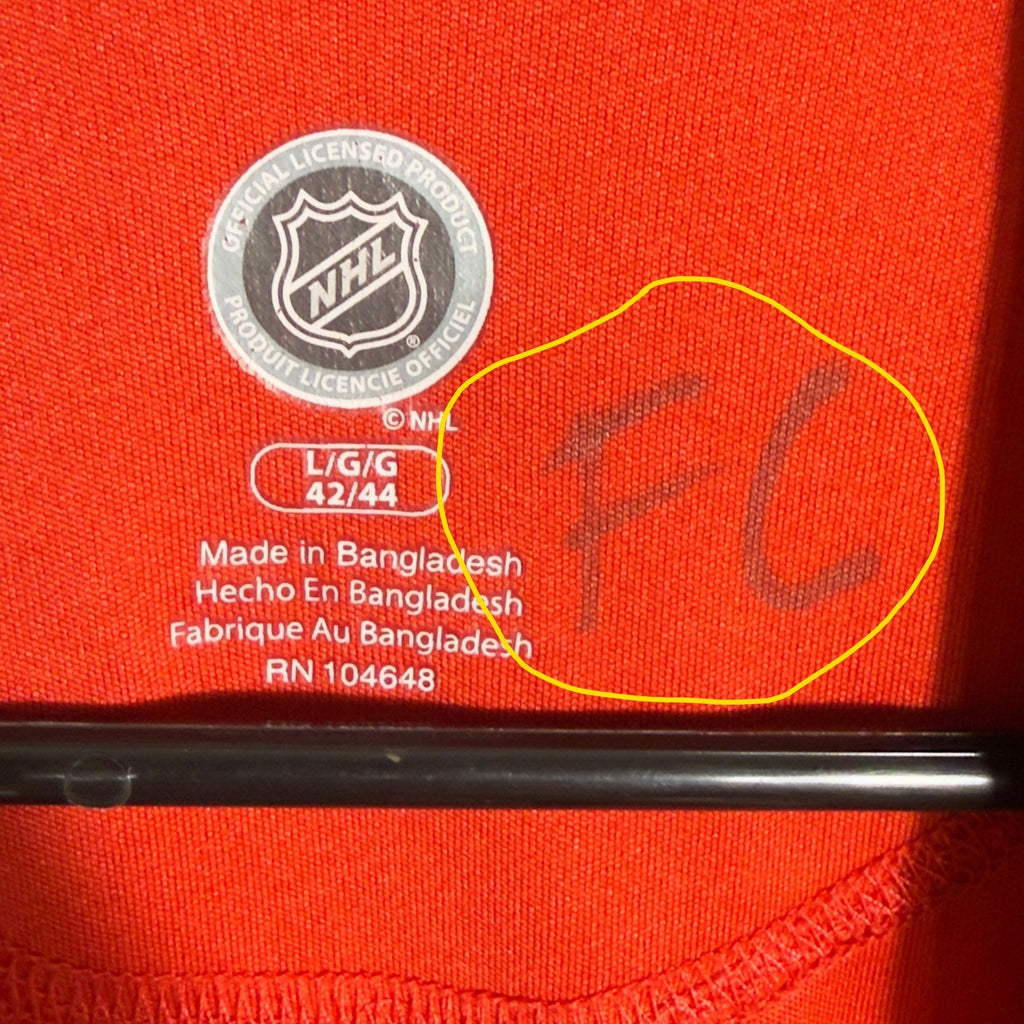 OFFICIAL LICENSED PRODUCT
NHL
®
PRODUIT LICENCIE OFFICIEL
© NHL
L/G/G
42/44
FC
Made in Bangladesh
Hecho En Bangladesh
Fabrique Au Bangladesh
RN 104648